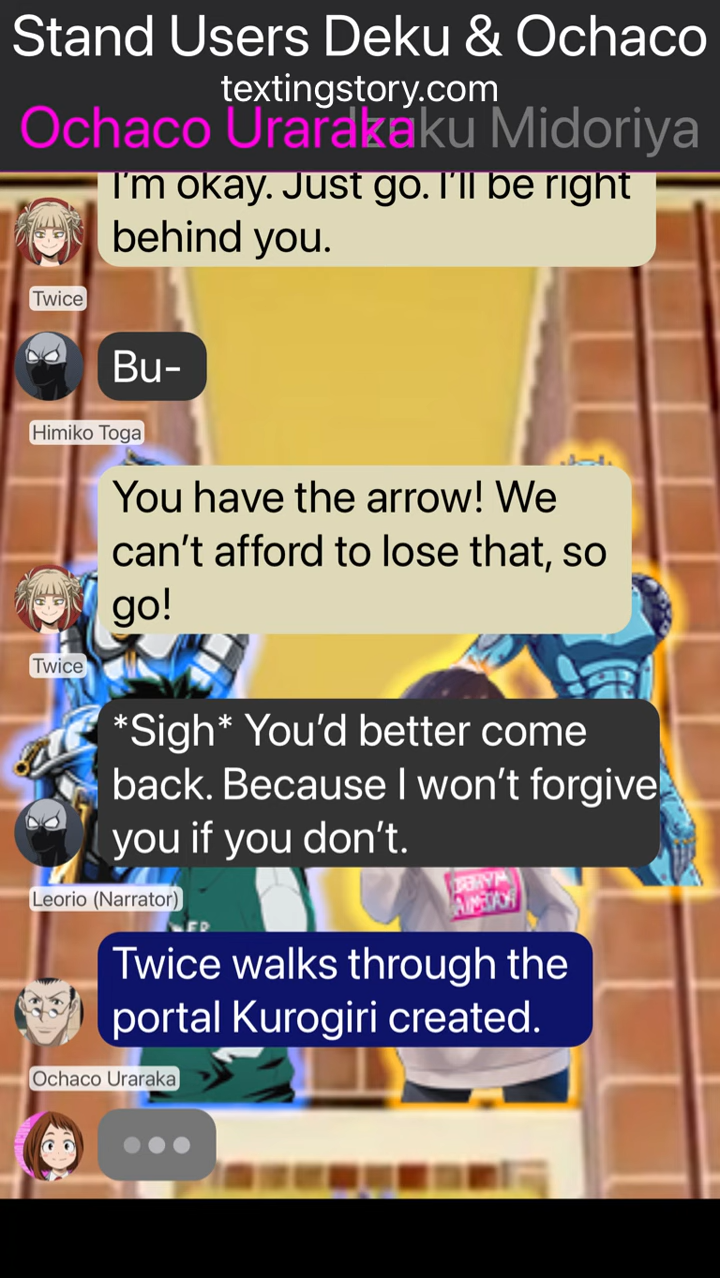 Stand Users Deku & Ochaco
textingstory.com
Ochaco Uraraka Izuku Midoriya
I'm okay. Just go. I'll be right
behind you.
Twice
Bu-
Himiko Toga
You have the arrow! We
can't afford to lose that, so
go!
Twice
*Sigh* You'd better come
back. Because I won't forgive
you if you don't.
Leorio (Narrator)
Twice walks through the
portal Kurogiri created.
Ochaco Uraraka